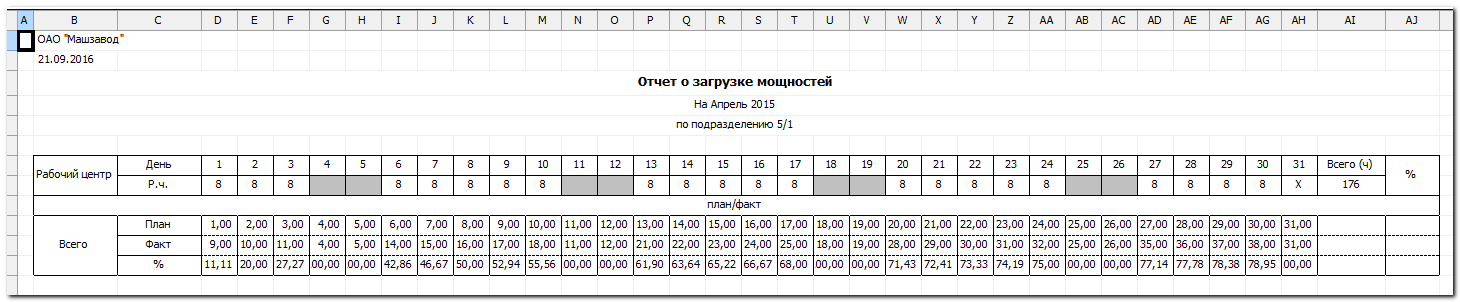 A B C D E F G H I J K L M N O P Q R S T U V W X Y Z AA AB AC AD AE AF AG AH AI AJ
ОАО "Машзавод"
21.09.2016
Отчет о загрузке мощностей
На Апрель 2015
по подразделению 5/1
Рабочий центр День 1 2 3 4 5 6 7 8 9 10 11 12 13 14 15 16 17 18 19 20 21 22 23 24 25 26 27 28 29 30 31 Всего (ч) %
Р.ч. 8 8 8 8 8 8 8 8 8 8 8 8 8 8 8 8 8 8 8 8 8 8 X 176
план/факт
Всего План 1,00 2,00 3,00 4,00 5,00 6,00 7,00 8,00 9,00 10,00 11,00 12,00 13,00 14,00 15,00 16,00 17,00 18,00 19,00 20,00 21,00 22,00 23,00 24,00 25,00 26,00 27,00 28,00 29,00 30,00 31,00
Факт 9,00 10,00 11,00 4,00 5,00 14,00 15,00 16,00 17,00 18,00 11,00 12,00 21,00 22,00 23,00 24,00 25,00 18,00 19,00 28,00 29,00 30,00 31,00 32,00 25,00 26,00 35,00 36,00 37,00 38,00 31,00
% 11,11 20,00 27,27 00,00 00,00 42,86 46,67 50,00 52,94 55,56 00,00 00,00 61,90 63,64 65,22 66,67 68,00 00,00 00,00 71,43 72,41 73,33 74,19 75,00 00,00 00,00 77,14 77,78 78,38 78,95 00,00